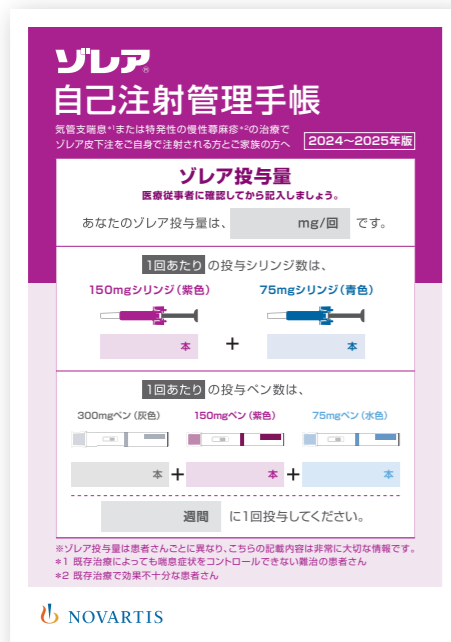 ゾレア®
自己注射管理手帳
気管支喘息*1または特発性の慢性蕁麻疹*2の治療で
ゾレア皮下注をご自身で注射される方とご家族の方へ
2024～2025年版
ゾレア投与量
医療従事者に確認してから記入しましょう。
あなたのゾレア投与量は、 mg/回 です。
1回あたり の投与シリンジ数は、
150mgシリンジ（紫色） 75mgシリンジ（青色）
本 + 本
1回あたり の投与ペン数は、
300mgペン（灰色） 150mgペン（紫色） 75mgペン（水色）
本 + 本 + 本
週間 に1回投与してください。
※ゾレア投与量は患者さんごとに異なり、こちらの記載内容は非常に大切な情報です。
*1 既存治療によっても喘息症状をコントロールできない難治の患者さん
*2 既存治療で効果不十分な患者さん
NOVARTIS